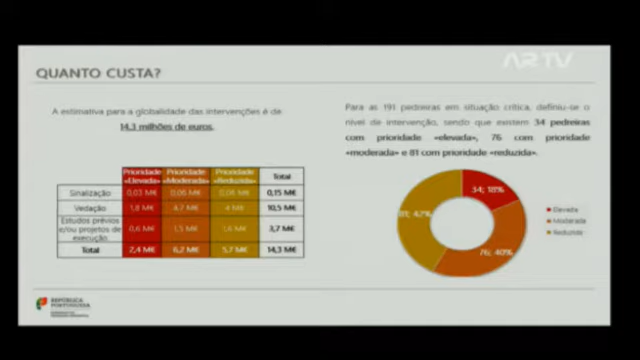 ARTV
QUANTO CUSTA?
A estimativa para a globalidade das intervenções é de
14,3 milhões de euros.
Para as 191 pedreiras em situação crítica, definiu-se o
nível de intervenção, sendo que existem 34 pedreiras
com prioridade «elevada», 76 com prioridade
«moderada» e 81 com prioridade «reduzida».
Prioridade «Elevada» Prioridade «Moderada» Prioridade «Reduzida» Total
Sinalização 0,03 M€ 0,06 M€ 0,06 M€ 0,15 M€
Vedação 1,8 M€ 4,7 M€ 4 M€ 10,5 M€
Estudos prévios
e/ou projetos de
execução 0,6 M€ 1,5 M€ 1,6 M€ 3,7 M€
Total 2,4 M€ 6,2 M€ 5,7 M€ 14,3 M€
34; 18%
81; 42%
76; 40%
Elevada
Moderada
Reduzida
REPÚBLICA
PORTUGUESA